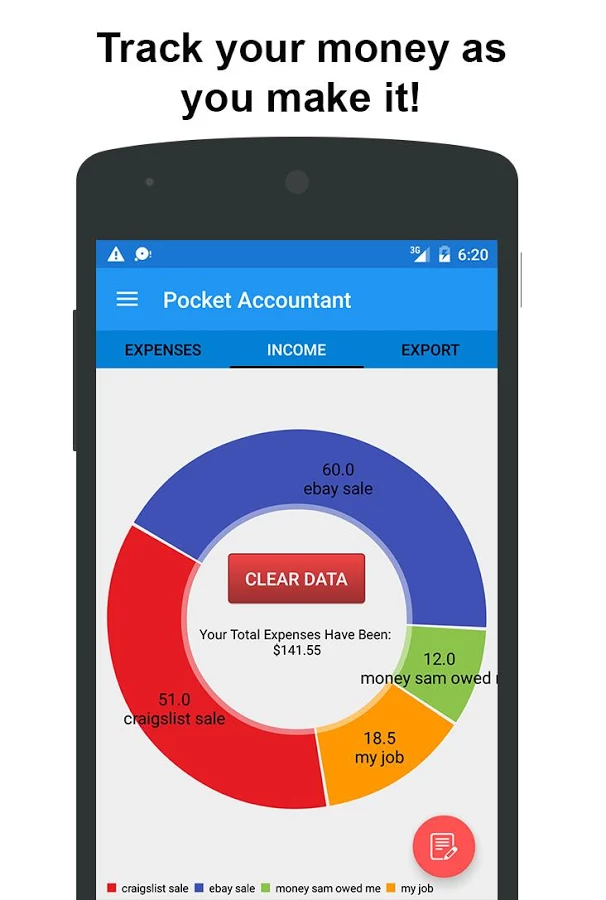 Track your money as
you make it!
3G
6:20
Pocket Accountant
EXPENSES
INCOME
EXPORT
60.0
ebay sale
CLEAR DATA
Your Total Expenses Have Been:
$141.55
12.0
money sam owed
51.0
craigslist sale
18.5
my job
craigslist sale
ebay sale
money sam owed me
my job